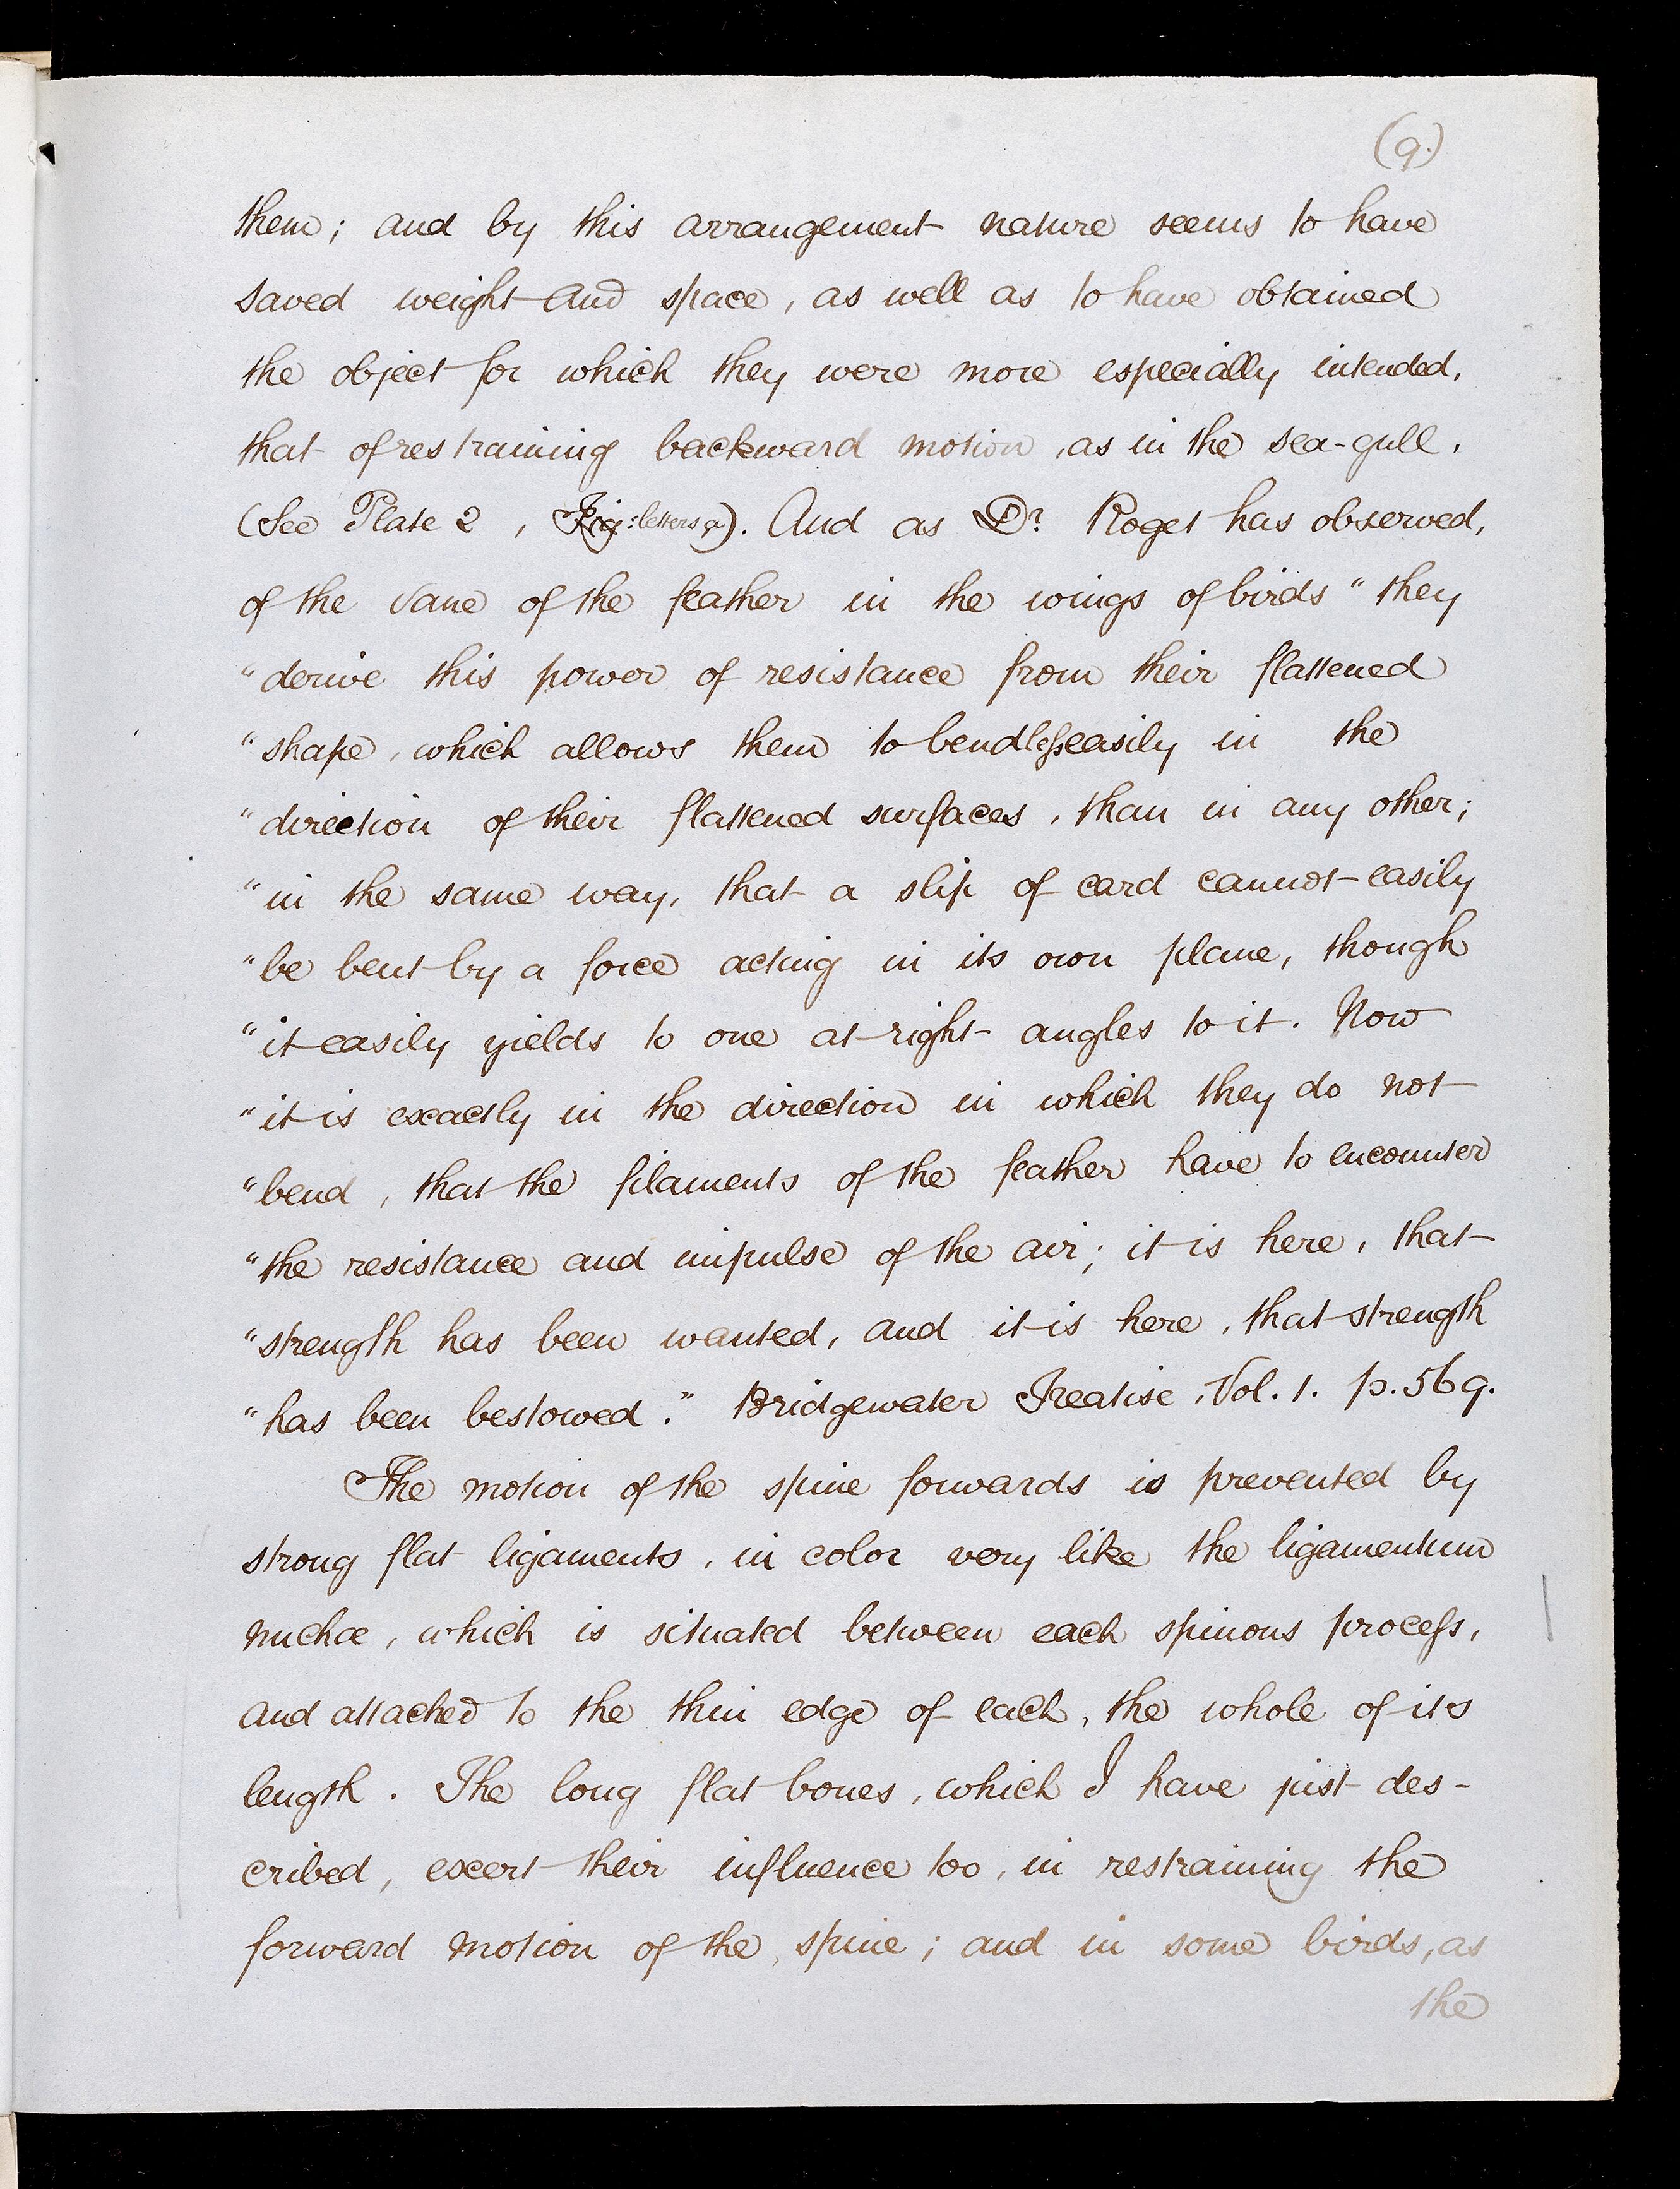 (9.)
them; and by this arrangement nature seems to have
saved weight and space, as well as to have obtained
the object for which they were more especially intended,
that of restraining backward motion, as in the sea-gull.
(See Plate 2, Fig: letters a). And as Dr. Roget has observed,
of the vane of the feather in the wings of birds "they
"derive this power of resistance from their flattened
"shape, which allows them to bend less easily in the
"direction of their flattened surfaces, than in any other;
"in the same way, that a slip of card cannot easily
"be bent by a force acting in its own plane, though
"it easily yields to one at right angles to it. Now
"it is exactly in the direction in which they do not
"bend, that the filaments of the feather have to encounter
"the resistance and impulse of the air; it is here, that
"strength has been wanted, and it is here, that strength
"has been bestowed." Bridgewater Treatise, Vol. 1. p. 569.
The motion of the spine forwards is prevented by
strong flat ligaments, in color very like the ligamentum
nuchæ, which is situated between each spinous process,
and attached to the thin edge of each, the whole of its
length. The long flat bones, which I have just des-
cribed, exert their influence too, in restraining the
forward motion of the spine; and in some birds, as
the